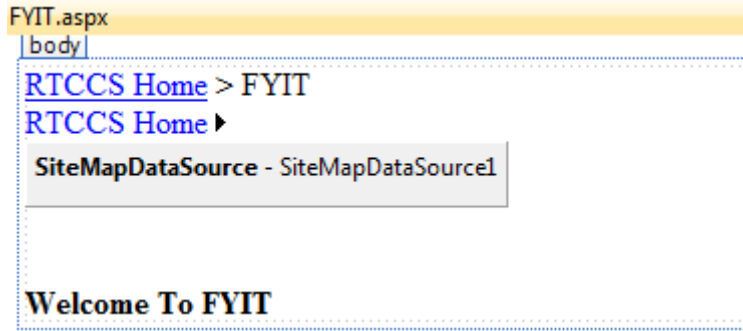 FYIT.aspx
body
RTCCS Home > FYIT
RTCCS Home
SiteMapDataSource - SiteMapDataSource1
Welcome To FYIT